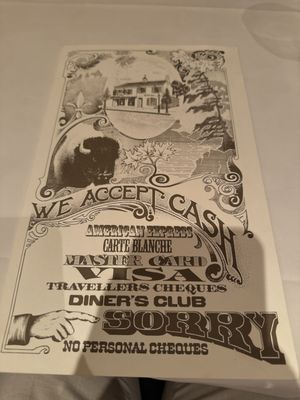 WE ACCEPT CASH
AMERICAN EXPRESS
CARTE BLANCHE
MASTER CARD
VISA
TRAVELLERS CHEQUES
DINER'S CLUB
SORRY
NO PERSONAL CHEQUES